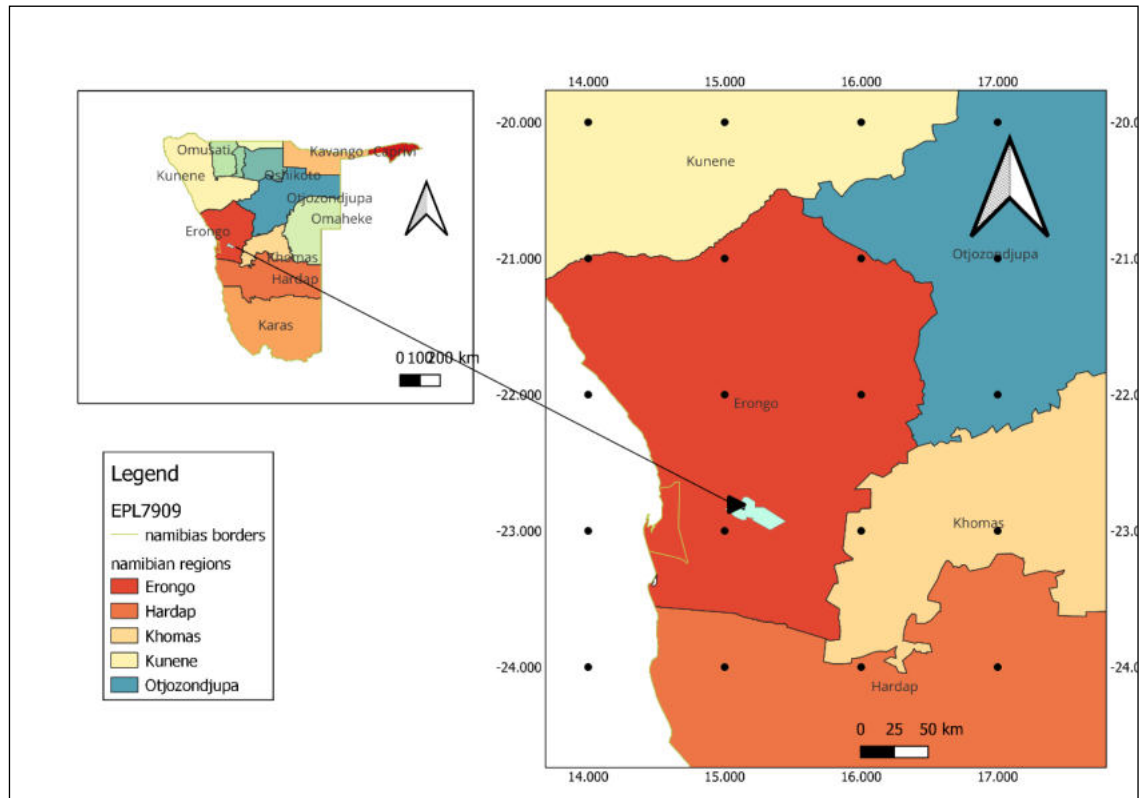 Omusati
Kavango
Caprivi
Kunene
Oshikoto
Otjozondjupa
Omaheke
Erongo
Khomas
Hardap
Karas
0 100 200 km
Legend
EPL7909
namibias borders
namibian regions
Erongo
Hardap
Khomas
Kunene
Otjozondjupa
14.000 15.000 16.000 17.000
-20.000 -20.0
Kunene
-21.000 Otjozondjupa -21.0
-22.000 -22.0
Erongo
-23.000 Khomas -23.0
-24.000 -24.0
Hardap
0 25 50 km
14.000 15.000 16.000 17.000